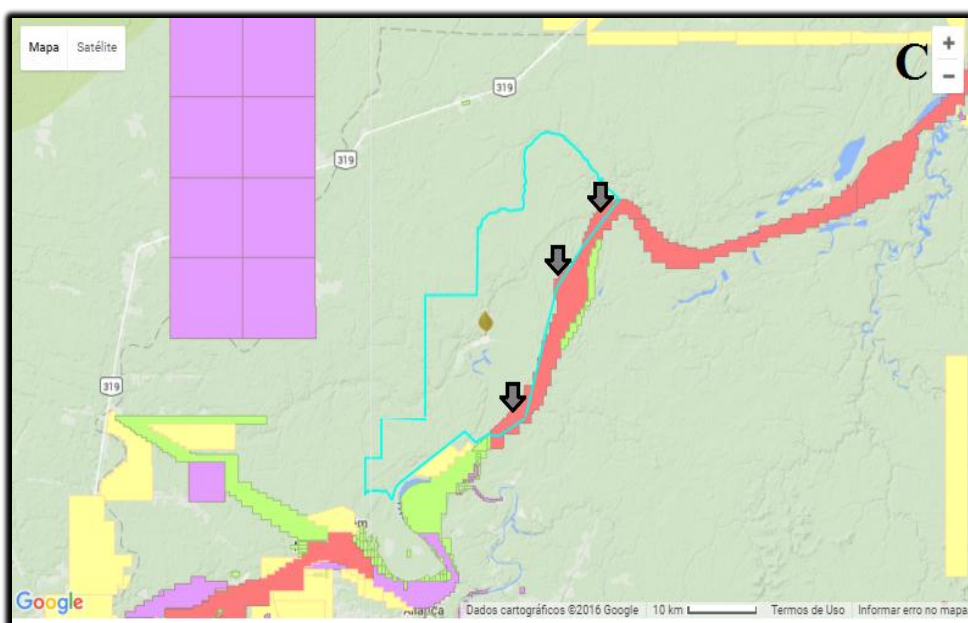 Mapa Satélite
C
+
−
319
319
319
Google
Dados cartográficos ©2016 Google 10 km Termos de Uso Informar erro no mapa